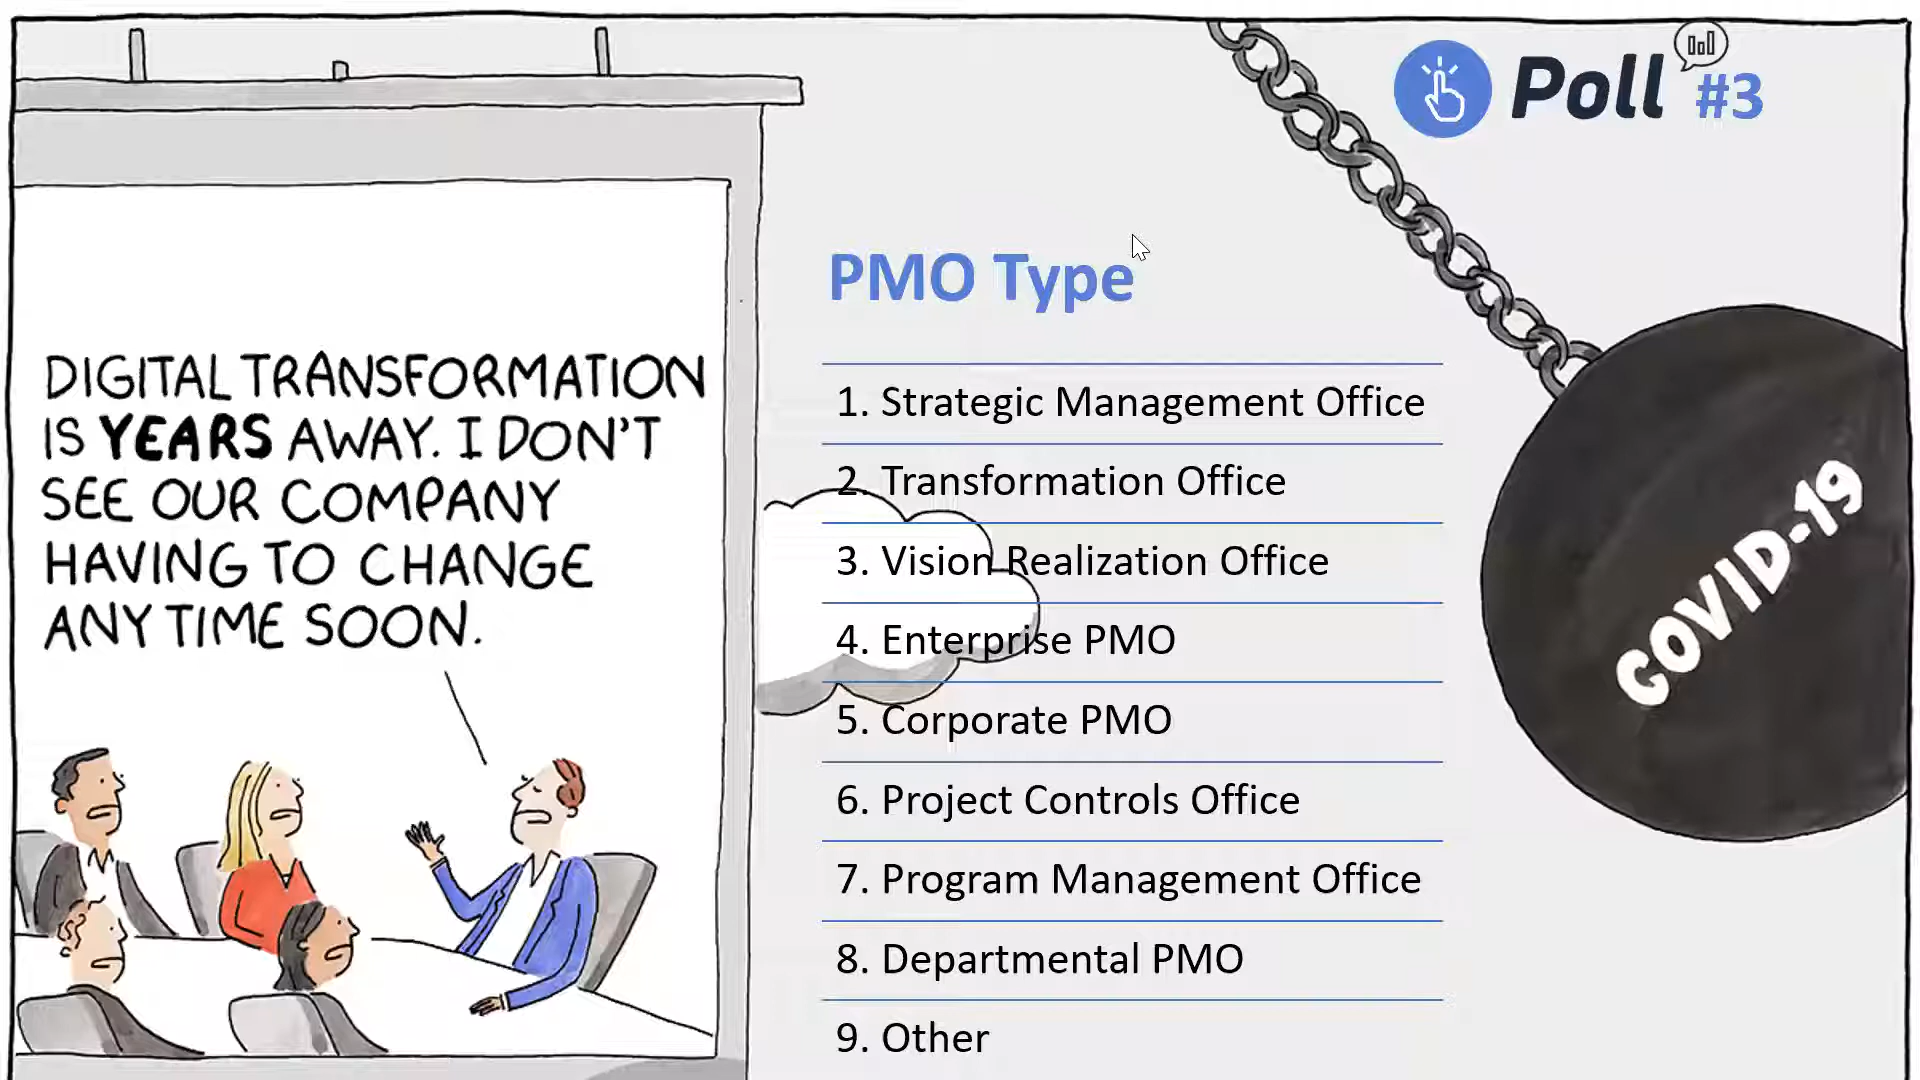 Poll #3
PMO Type
DIGITAL TRANSFORMATION
IS YEARS AWAY. I DON'T
SEE OUR COMPANY
HAVING TO CHANGE
ANY TIME SOON.
1. Strategic Management Office
2. Transformation Office
3. Vision Realization Office
4. Enterprise PMO
5. Corporate PMO
6. Project Controls Office
7. Program Management Office
8. Departmental PMO
9. Other
COVID-19